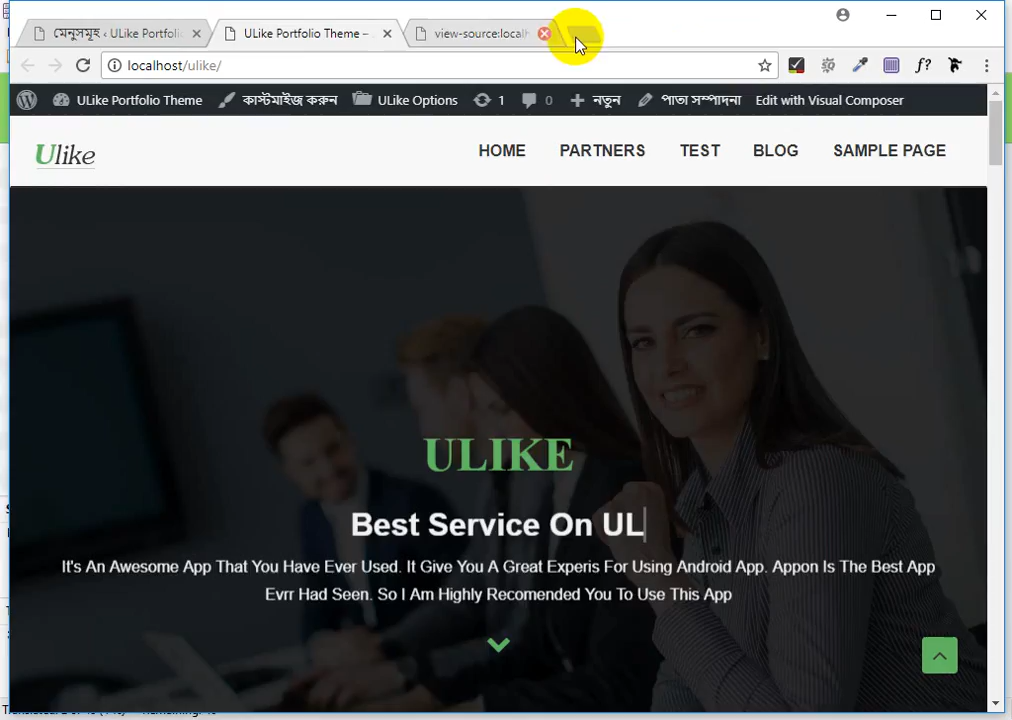 মেনুসমূহ ‹ ULike Portfoli
ULike Portfolio Theme –
view-source:localh
localhost/ulike/
f?
ULike Portfolio Theme
কাস্টমাইজ করুন
ULike Options
1
0
নতুন
পাতা সম্পাদনা
Edit with Visual Composer
Ulike
HOME
PARTNERS
TEST
BLOG
SAMPLE PAGE
ULIKE
Best Service On UL
It's An Awesome App That You Have Ever Used. It Give You A Great Experis For Using Android App. Appon Is The Best App
Evrr Had Seen. So I Am Highly Recomended You To Use This App